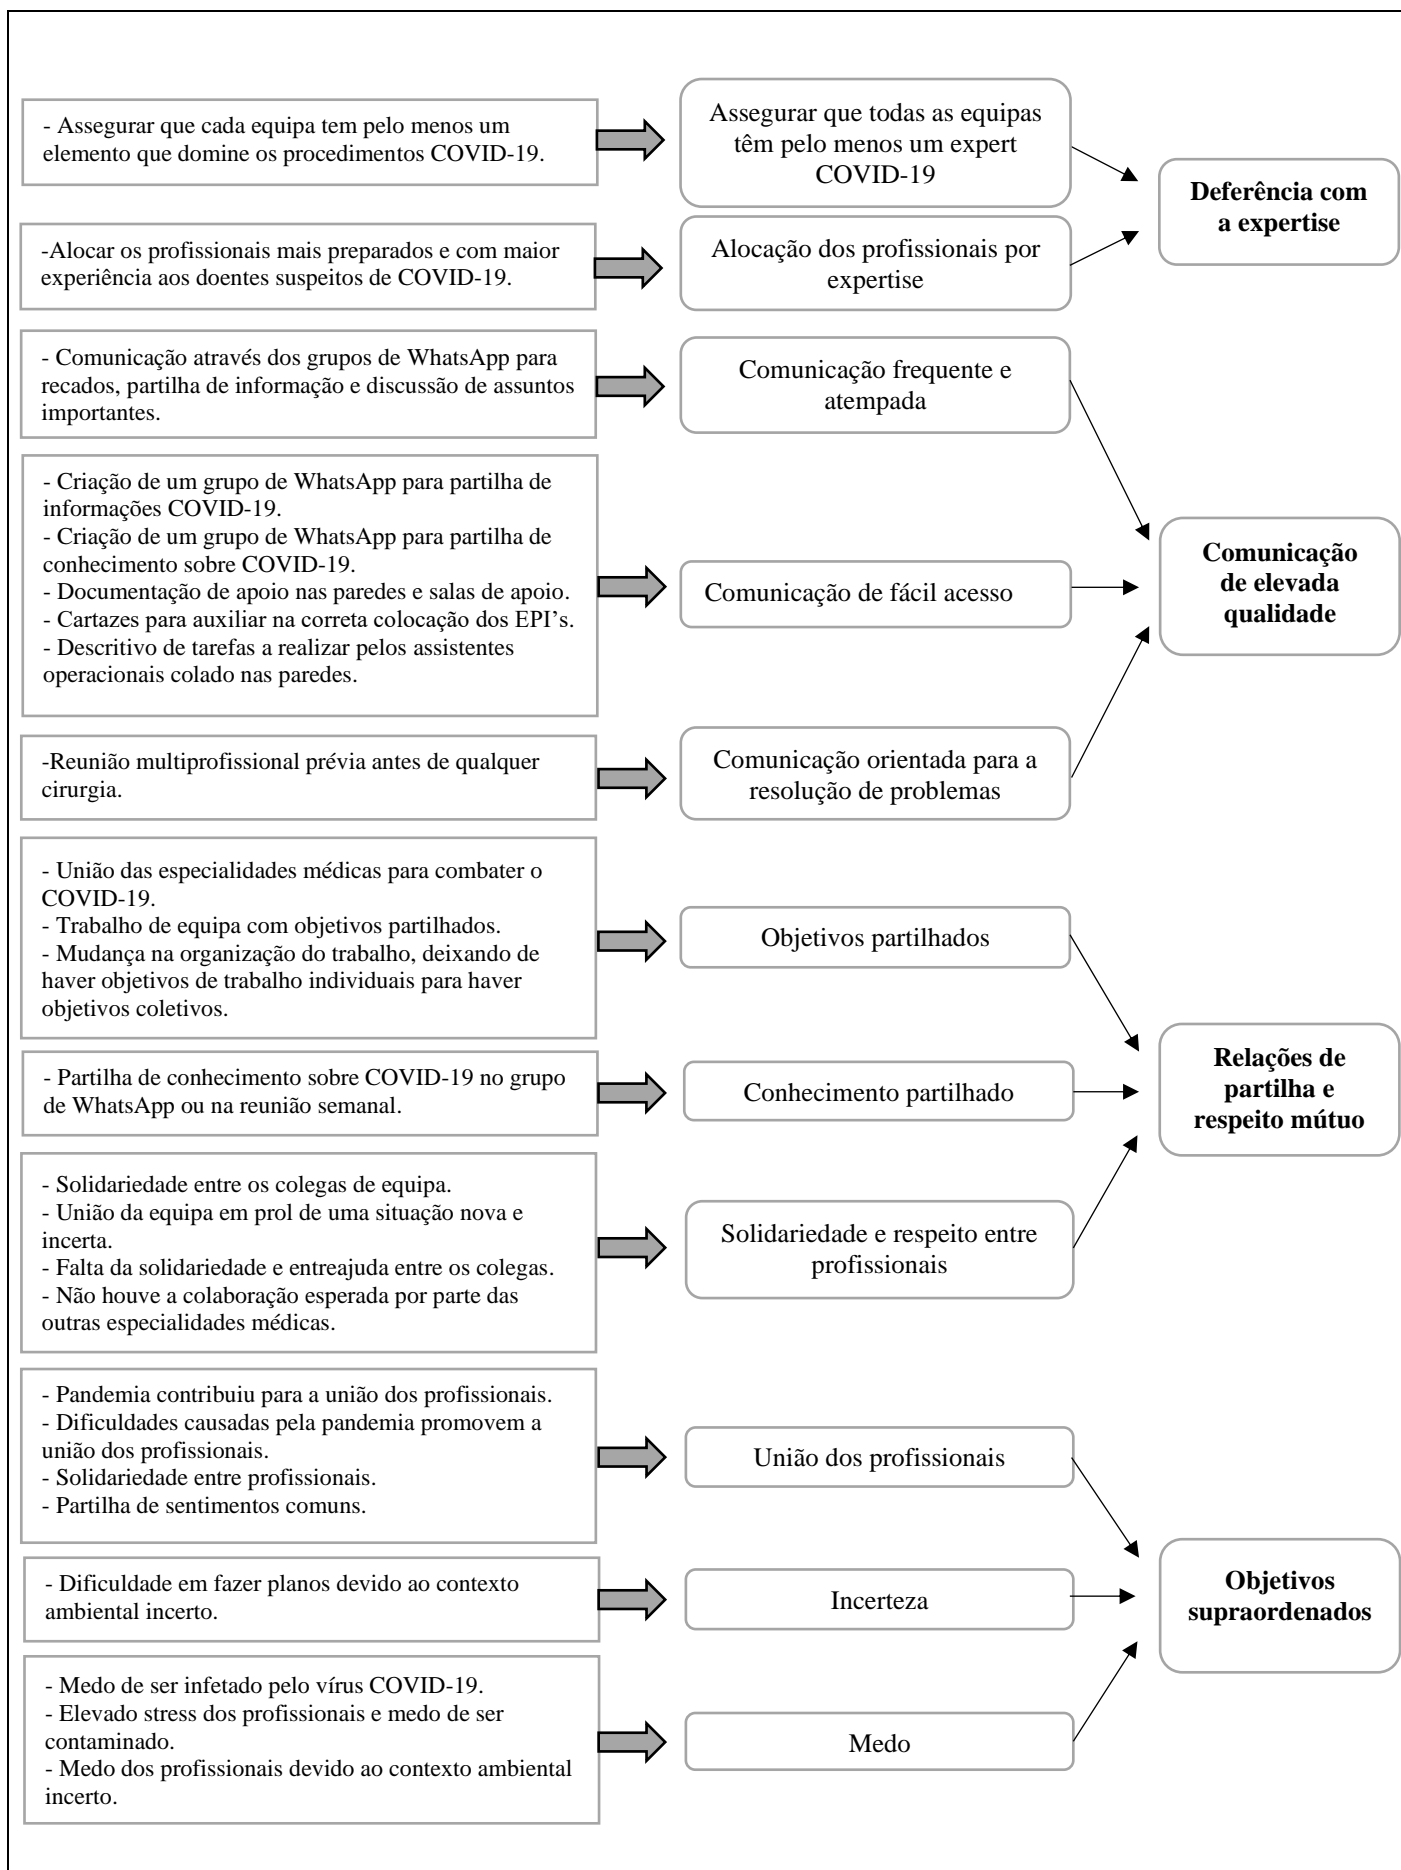 - Assegurar que cada equipa tem pelo menos um
elemento que domine os procedimentos COVID-19.
Assegurar que todas as equipas
têm pelo menos um expert
COVID-19
Deferência com
a expertise
-Alocar os profissionais mais preparados e com maior
experiência aos doentes suspeitos de COVID-19.
Alocação dos profissionais por
expertise
- Comunicação através dos grupos de WhatsApp para
recados, partilha de informação e discussão de assuntos
importantes.
Comunicação frequente e
atempada
- Criação de um grupo de WhatsApp para partilha de
informações COVID-19.
- Criação de um grupo de WhatsApp para partilha de
conhecimento sobre COVID-19.
- Documentação de apoio nas paredes e salas de apoio.
- Cartazes para auxiliar na correta colocação dos EPI’s.
- Descritivo de tarefas a realizar pelos assistentes
operacionais colado nas paredes.
Comunicação de fácil acesso
Comunicação
de elevada
qualidade
-Reunião multiprofissional prévia antes de qualquer
cirurgia.
Comunicação orientada para a
resolução de problemas
- União das especialidades médicas para combater o
COVID-19.
- Trabalho de equipa com objetivos partilhados.
- Mudança na organização do trabalho, deixando de
haver objetivos de trabalho individuais para haver
objetivos coletivos.
Objetivos partilhados
- Partilha de conhecimento sobre COVID-19 no grupo
de WhatsApp ou na reunião semanal.
Conhecimento partilhado
Relações de
partilha e
respeito mútuo
- Solidariedade entre os colegas de equipa.
- União da equipa em prol de uma situação nova e
incerta.
- Falta da solidariedade e entreajuda entre os colegas.
- Não houve a colaboração esperada por parte das
outras especialidades médicas.
Solidariedade e respeito entre
profissionais
- Pandemia contribuiu para a união dos profissionais.
- Dificuldades causadas pela pandemia promovem a
união dos profissionais.
- Solidariedade entre profissionais.
- Partilha de sentimentos comuns.
União dos profissionais
- Dificuldade em fazer planos devido ao contexto
ambiental incerto.
Incerteza
Objetivos
supraordenados
- Medo de ser infetado pelo vírus COVID-19.
- Elevado stress dos profissionais e medo de ser
contaminado.
- Medo dos profissionais devido ao contexto ambiental
incerto.
Medo